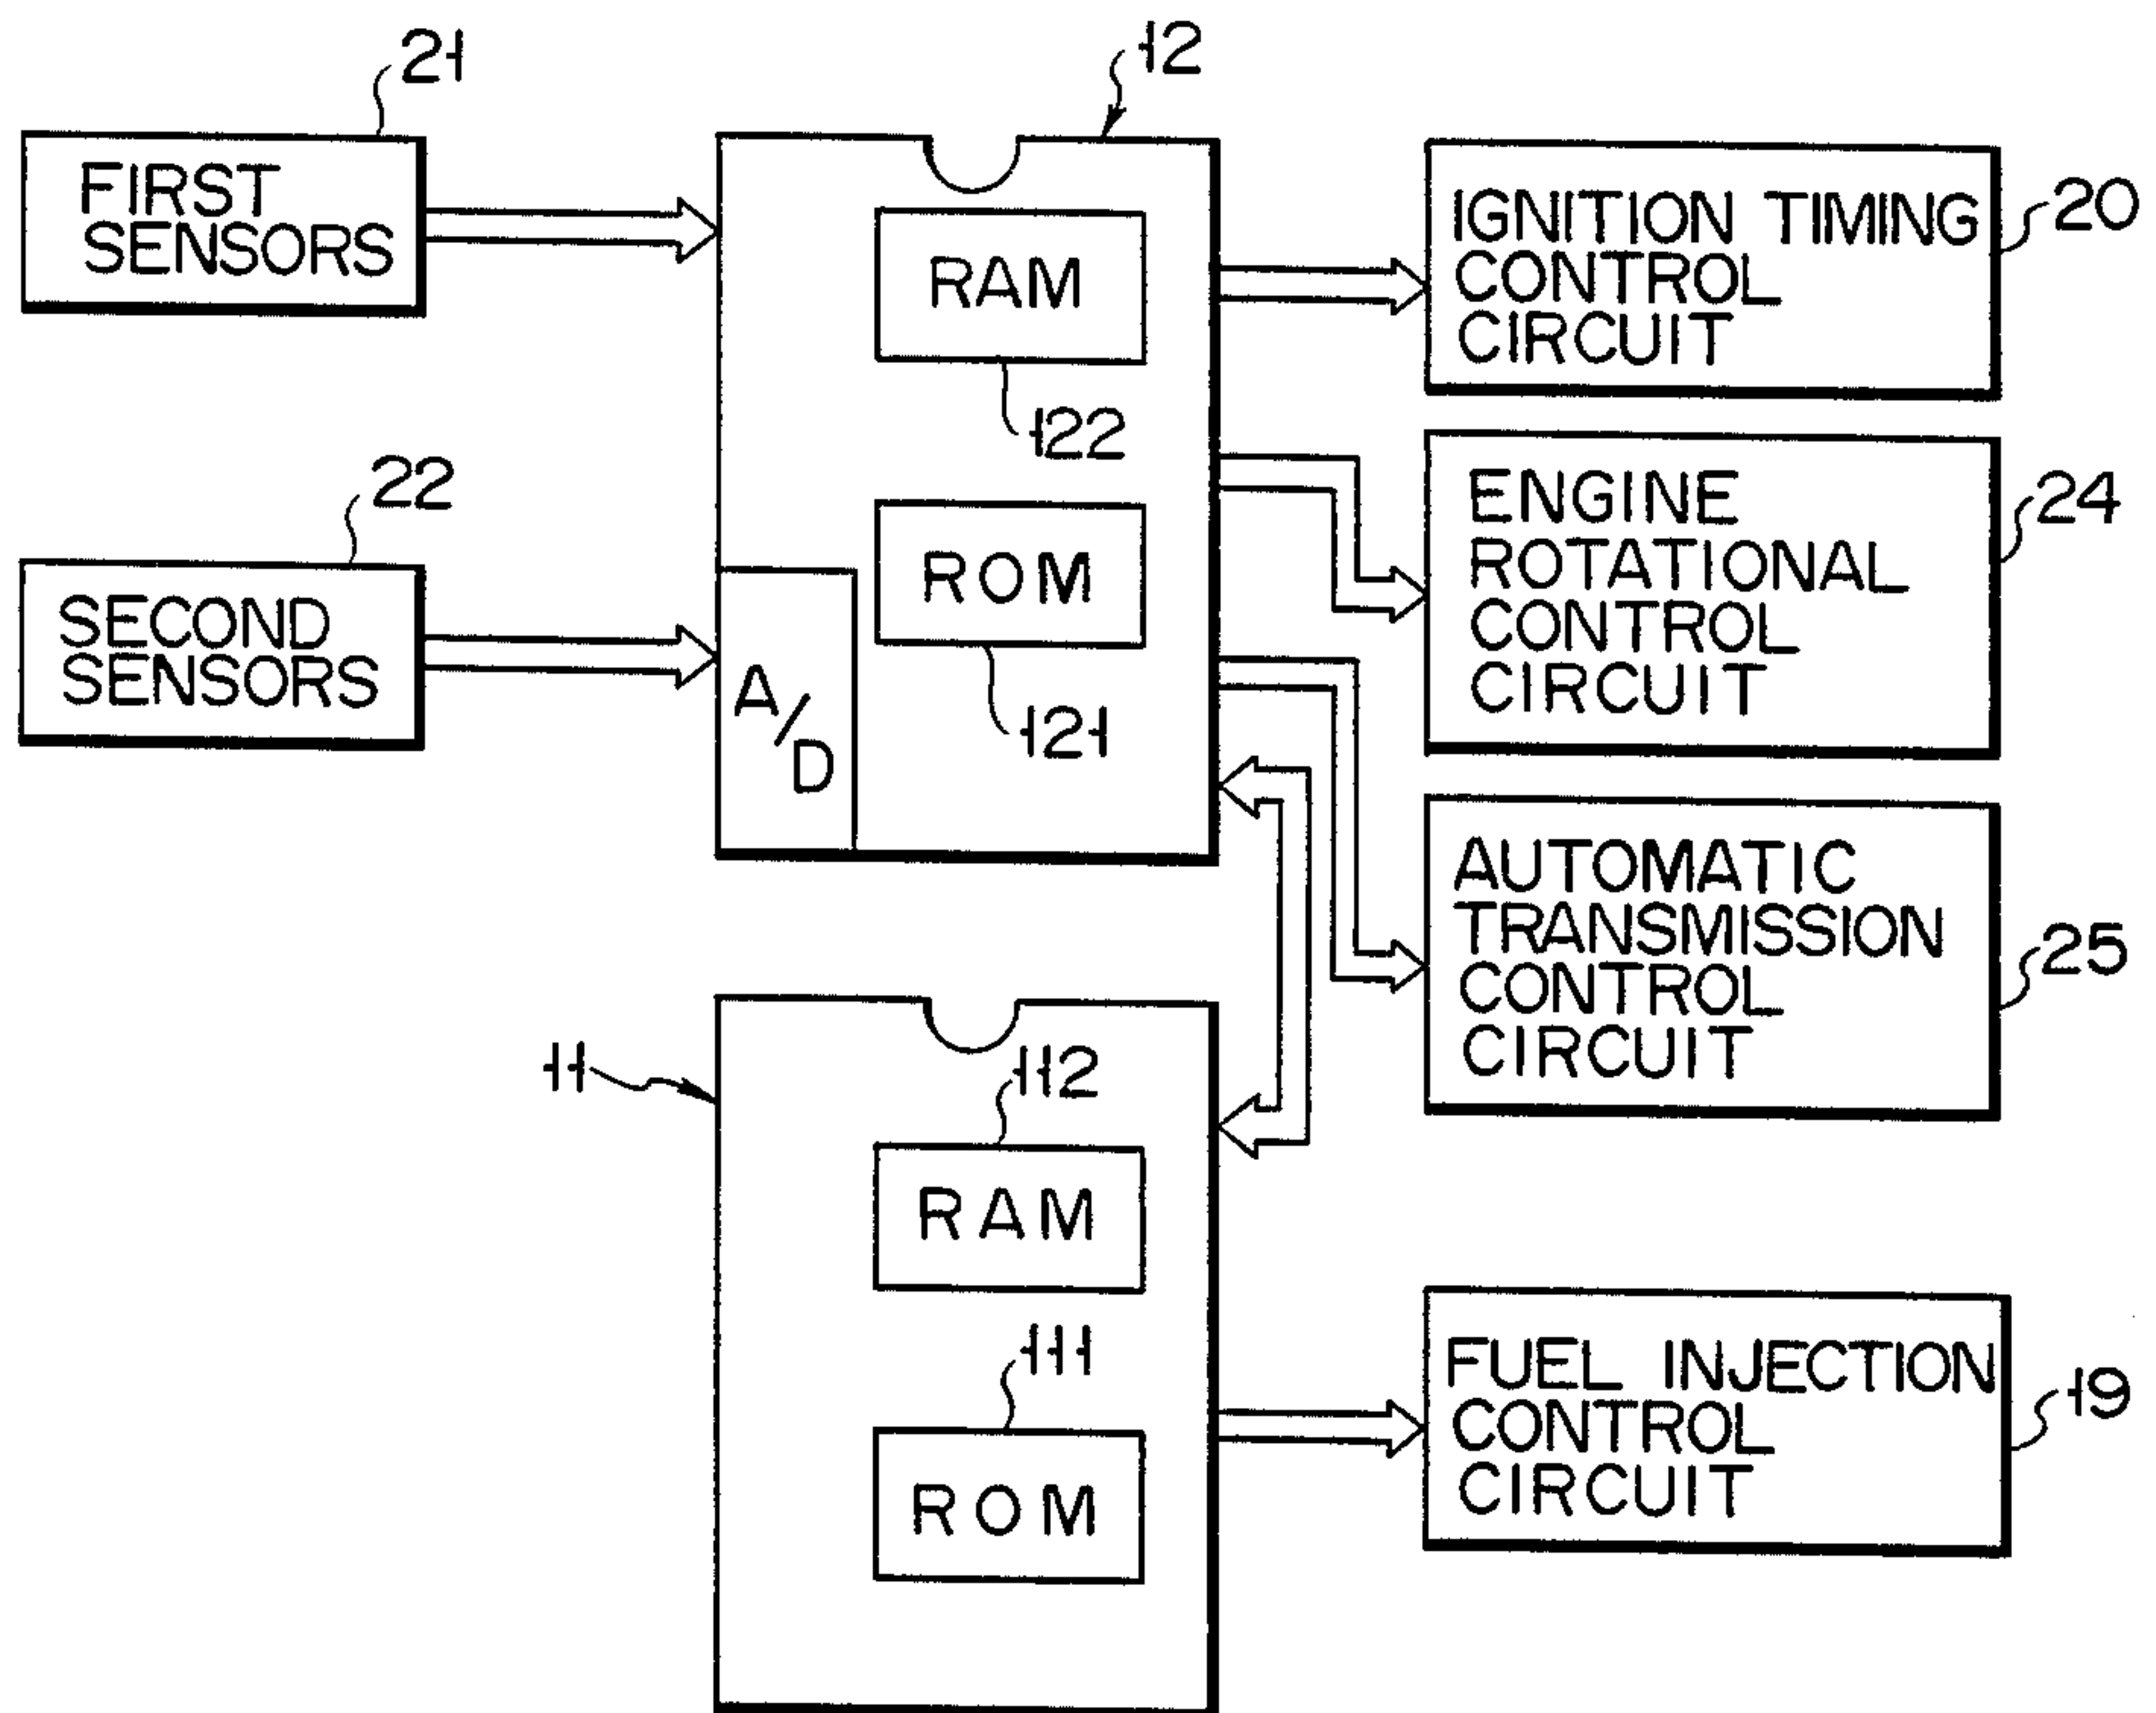 21
FIRST
SENSORS
22
SECOND
SENSORS
12
RAM
122
ROM
121
A/D
11
112
RAM
111
ROM
IGNITION TIMING
CONTROL
CIRCUIT
20
ENGINE
ROTATIONAL
CONTROL
CIRCUIT
24
AUTOMATIC
TRANSMISSION
CONTROL
CIRCUIT
25
FUEL INJECTION
CONTROL
CIRCUIT
19